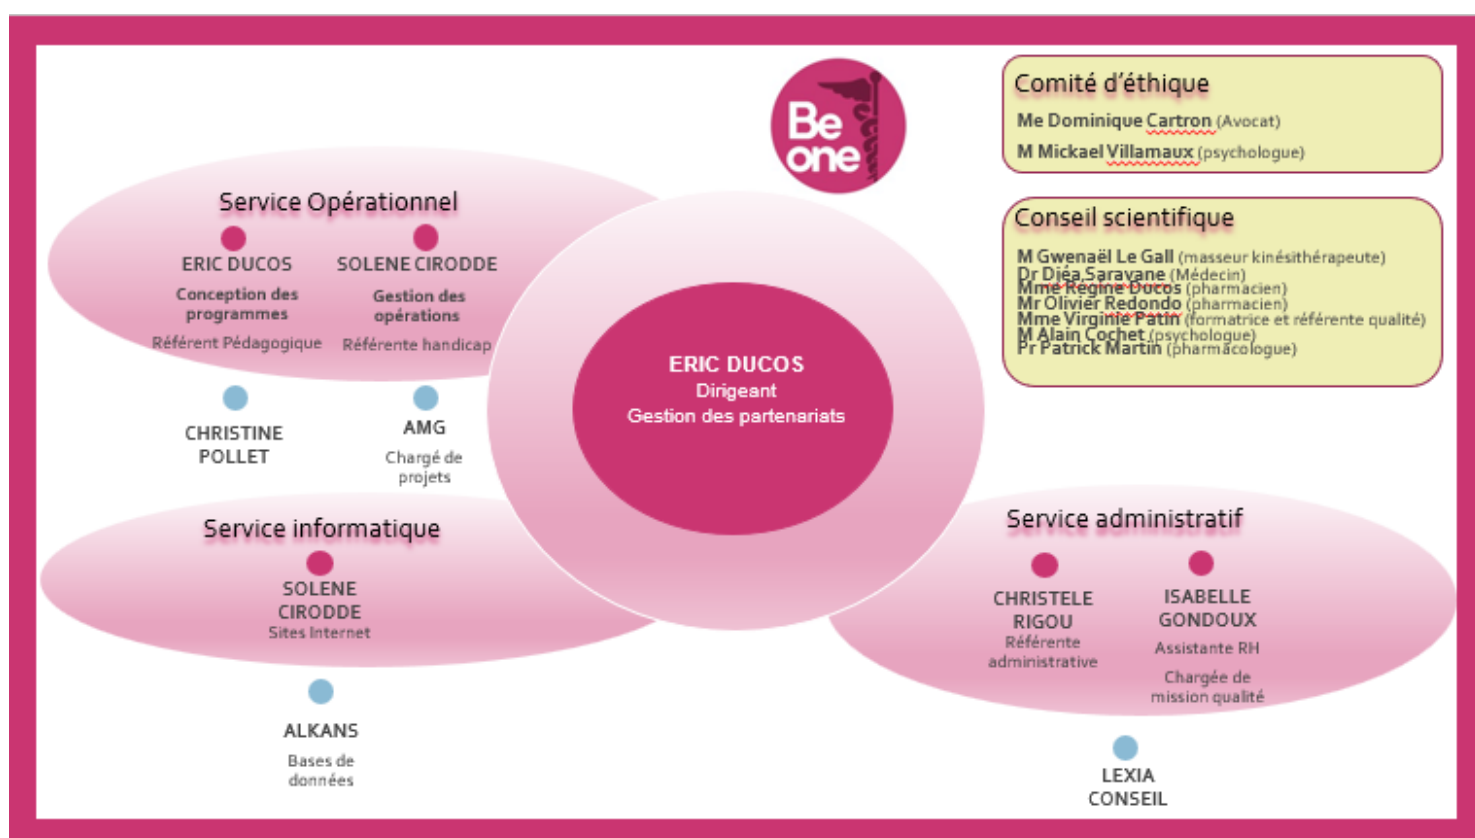 Be
one
Comité d'éthique
Me Dominique Cartron (Avocat)
M Mickael Villamaux (psychologue)
Conseil scientifique
M Gwenaël Le Gall (masseur kinésithérapeute)
Dr Djéa Saravane (Médecin)
Mme Régine Ducos (pharmacien)
Mr Olivier Redondo (pharmacien)
Mme Virginie Patin (formatrice et référente qualité)
M Alain Cochet (psychologue)
Pr Patrick Martin (pharmacologue)
Service Opérationnel
ERIC DUCOS
Conception des
programmes
Référent Pédagogique
SOLENE CIRODDE
Gestion des
opérations
Référente handicap
CHRISTINE
POLLET
AMG
Chargé de
projets
ERIC DUCOS
Dirigeant
Gestion des partenariats
Service informatique
SOLENE
CIRODDE
Sites Internet
ALKANS
Bases de
données
Service administratif
CHRISTELE
RIGOU
Référente
administrative
ISABELLE
GONDOUX
Assistante RH
Chargée de
mission qualité
LEXIA
CONSEIL